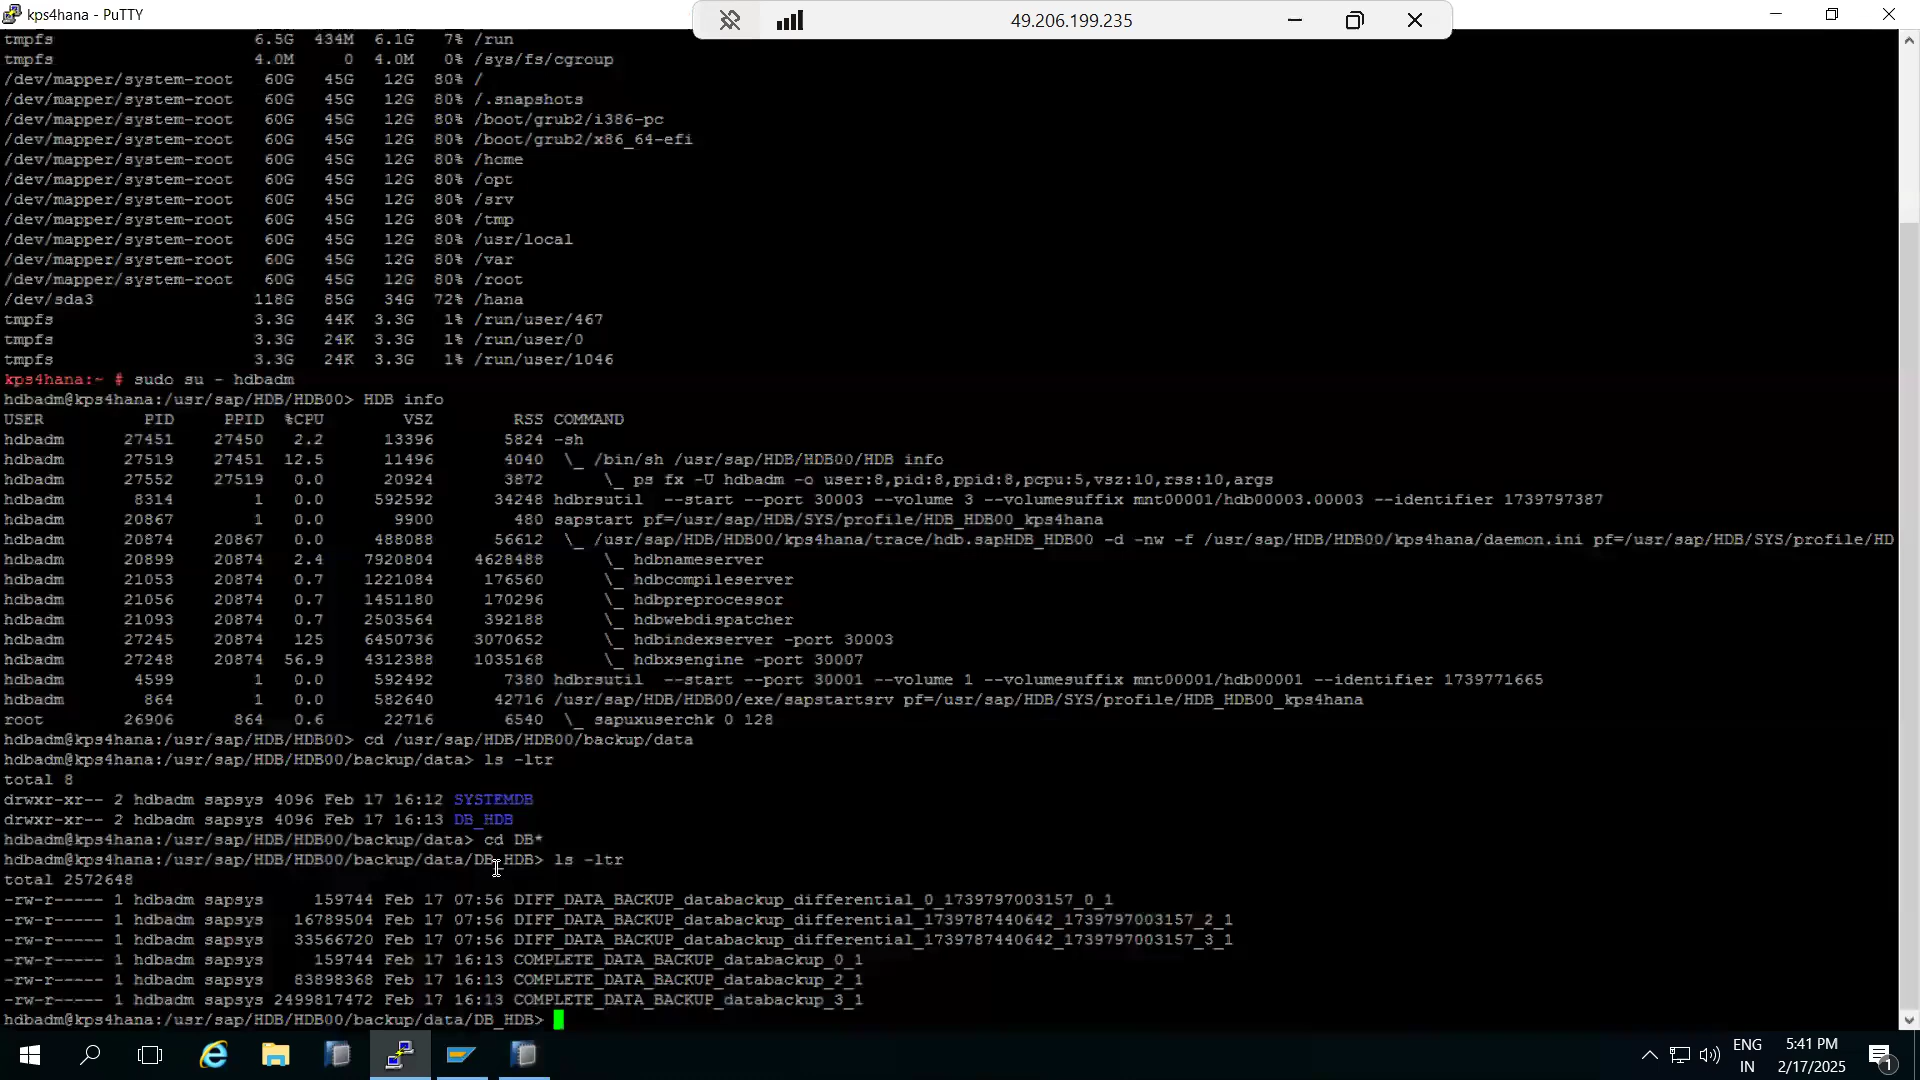 kps4hana - PuTTY
49.206.199.235
tmpfs 6.5G 434M 6.1G 7% /run
tmpfs 4.0M 0 4.0M 0% /sys/fs/cgroup
/dev/mapper/system-root 60G 45G 12G 80% /
/dev/mapper/system-root 60G 45G 12G 80% /.snapshots
/dev/mapper/system-root 60G 45G 12G 80% /boot/grub2/i386-pc
/dev/mapper/system-root 60G 45G 12G 80% /boot/grub2/x86_64-efi
/dev/mapper/system-root 60G 45G 12G 80% /home
/dev/mapper/system-root 60G 45G 12G 80% /opt
/dev/mapper/system-root 60G 45G 12G 80% /srv
/dev/mapper/system-root 60G 45G 12G 80% /tmp
/dev/mapper/system-root 60G 45G 12G 80% /usr/local
/dev/mapper/system-root 60G 45G 12G 80% /var
/dev/mapper/system-root 60G 45G 12G 80% /root
/dev/sda3 118G 85G 34G 72% /hana
tmpfs 3.3G 44K 3.3G 1% /run/user/467
tmpfs 3.3G 24K 3.3G 1% /run/user/0
tmpfs 3.3G 24K 3.3G 1% /run/user/1046
kps4hana:~ # sudo su - hdbadm
hdbadm@kps4hana:/usr/sap/HDB/HDB00> HDB info
USER PID PPID %CPU VSZ RSS COMMAND
hdbadm 27451 27450 2.2 13396 5824 -sh
hdbadm 27519 27451 12.5 11496 4040 \_ /bin/sh /usr/sap/HDB/HDB00/HDB info
hdbadm 27552 27519 0.0 20924 3872 \_ ps fx -U hdbadm -o user:8,pid:8,ppid:8,pcpu:5,vsz:10,rss:10,args
hdbadm 8314 1 0.0 592592 34248 hdbrsutil --start --port 30003 --volume 3 --volumesuffix mnt00001/hdb00003.00003 --identifier 1739797387
hdbadm 20867 1 0.0 9900 480 sapstart pf=/usr/sap/HDB/SYS/profile/HDB_HDB00_kps4hana
hdbadm 20874 20867 0.0 488088 56612 \_ /usr/sap/HDB/HDB00/kps4hana/trace/hdb.sapHDB_HDB00 -d -nw -f /usr/sap/HDB/HDB00/kps4hana/daemon.ini pf=/usr/sap/HDB/SYS/profile/HD
hdbadm 20899 20874 2.4 7920804 4628488 \_ hdbnameserver
hdbadm 21053 20874 0.7 1221084 176560 \_ hdbcompileserver
hdbadm 21056 20874 0.7 1451180 170296 \_ hdbpreprocessor
hdbadm 21093 20874 0.7 2503564 392188 \_ hdbwebdispatcher
hdbadm 27245 20874 125 6450736 3070652 \_ hdbindexserver -port 30003
hdbadm 27248 20874 56.9 4312388 1035168 \_ hdbxsengine -port 30007
hdbadm 4599 1 0.0 592492 7380 hdbrsutil --start --port 30001 --volume 1 --volumesuffix mnt00001/hdb00001 --identifier 1739771665
hdbadm 864 1 0.0 582640 42716 /usr/sap/HDB/HDB00/exe/sapstartsrv pf=/usr/sap/HDB/SYS/profile/HDB_HDB00_kps4hana
root 26906 864 0.6 22716 6540 \_ sapuxuserchk 0 128
hdbadm@kps4hana:/usr/sap/HDB/HDB00> cd /usr/sap/HDB/HDB00/backup/data
hdbadm@kps4hana:/usr/sap/HDB/HDB00/backup/data> ls -ltr
total 8
drwxr-xr-- 2 hdbadm sapsys 4096 Feb 17 16:12 SYSTEMDB
drwxr-xr-- 2 hdbadm sapsys 4096 Feb 17 16:13 DB_HDB
hdbadm@kps4hana:/usr/sap/HDB/HDB00/backup/data> cd DB*
hdbadm@kps4hana:/usr/sap/HDB/HDB00/backup/data/DB_HDB> ls -ltr
total 2572648
-rw-r----- 1 hdbadm sapsys 159744 Feb 17 07:56 DIFF_DATA_BACKUP_databackup_differential_0_1739797003157_0_1
-rw-r----- 1 hdbadm sapsys 16789504 Feb 17 07:56 DIFF_DATA_BACKUP_databackup_differential_1739787440642_1739797003157_2_1
-rw-r----- 1 hdbadm sapsys 33566720 Feb 17 07:56 DIFF_DATA_BACKUP_databackup_differential_1739787440642_1739797003157_3_1
-rw-r----- 1 hdbadm sapsys 159744 Feb 17 16:13 COMPLETE_DATA_BACKUP_databackup_0_1
-rw-r----- 1 hdbadm sapsys 83898368 Feb 17 16:13 COMPLETE_DATA_BACKUP_databackup_2_1
-rw-r----- 1 hdbadm sapsys 2499817472 Feb 17 16:13 COMPLETE_DATA_BACKUP_databackup_3_1
hdbadm@kps4hana:/usr/sap/HDB/HDB00/backup/data/DB_HDB>
ENG
IN
5:41 PM
2/17/2025
1